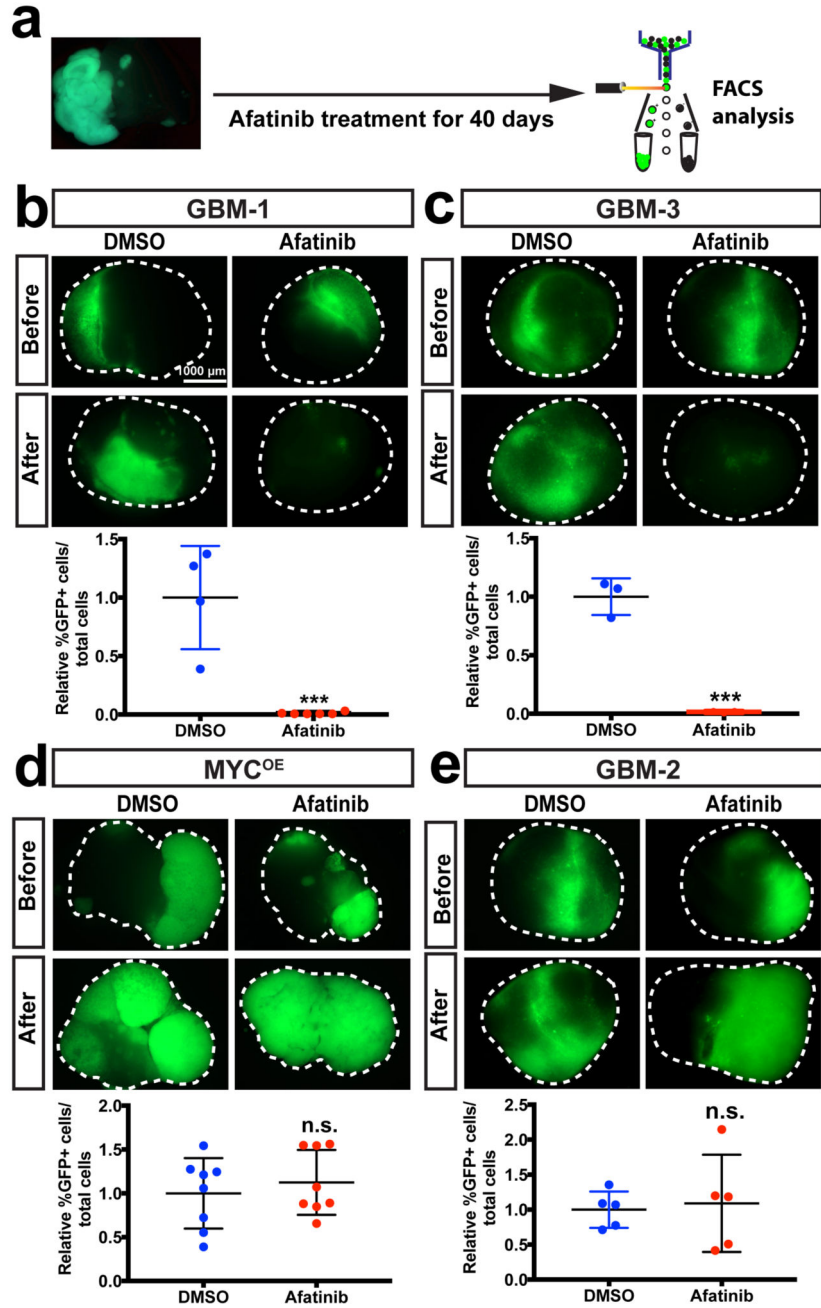 a
Afatinib treatment for 40 days
FACS
analysis
b
GBM-1
DMSO
Afatinib
Before
1000 µm
After
Relative %GFP+ cells/
total cells
1.5
1.0
0.5
0.0
***
DMSO
Afatinib
c
GBM-3
DMSO
Afatinib
Before
After
Relative %GFP+ cells/
total cells
1.5
1.0
0.5
0.0
***
DMSO
Afatinib
d
MYCOE
DMSO
Afatinib
Before
After
Relative %GFP+ cells/
total cells
2.0
1.5
1.0
0.5
0.0
n.s.
DMSO
Afatinib
e
GBM-2
DMSO
Afatinib
Before
After
Relative %GFP+ cells/
total cells
2.5
2.0
1.5
1.0
0.5
0.0
n.s.
DMSO
Afatinib